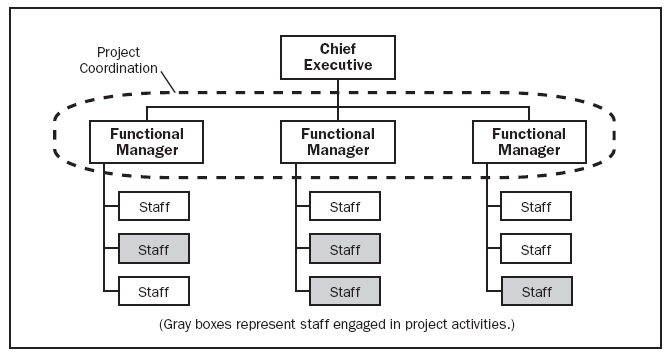 Project
Coordination
Chief
Executive
Functional
Manager
Functional
Manager
Functional
Manager
Staff
Staff
Staff
Staff
Staff
Staff
Staff
Staff
Staff
(Gray boxes represent staff engaged in project activities.)